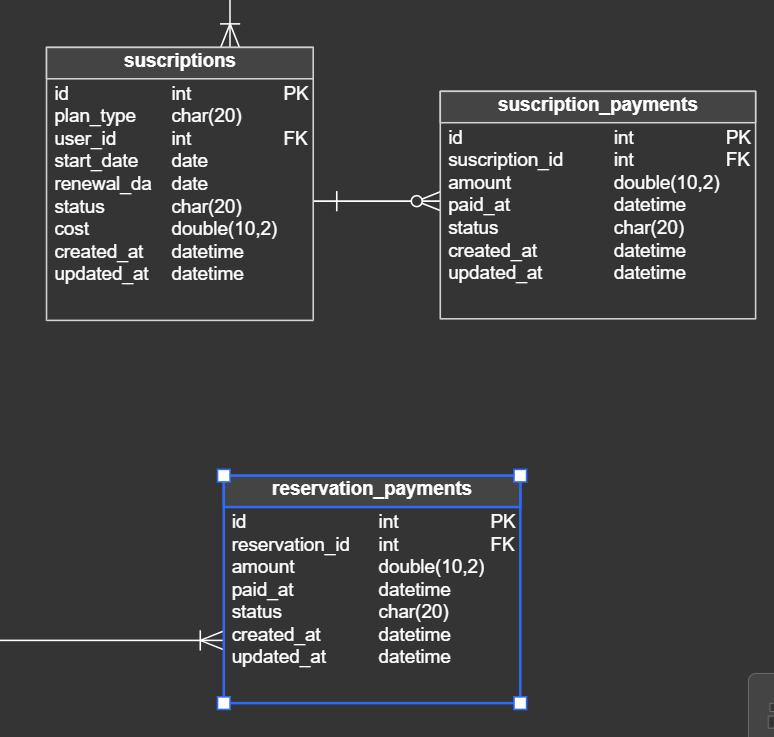 suscriptions
id int PK
plan_type char(20)
user_id int FK
start_date date
renewal_da date
status char(20)
cost double(10,2)
created_at datetime
updated_at datetime
suscription_payments
id int PK
suscription_id int FK
amount double(10,2)
paid_at datetime
status char(20)
created_at datetime
updated_at datetime
reservation_payments
id int PK
reservation_id int FK
amount double(10,2)
paid_at datetime
status char(20)
created_at datetime
updated_at datetime